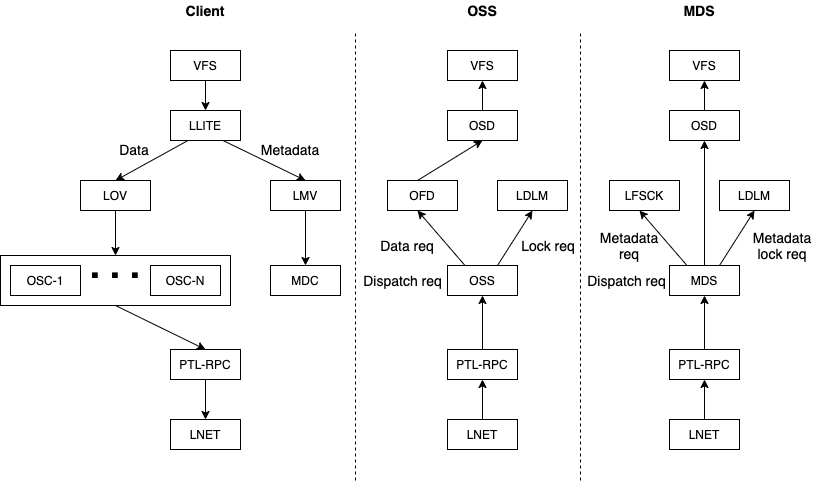 Client
OSS
MDS
VFS
LLITE
Data
Metadata
LOV
LMV
OSC-1
OSC-N
MDC
PTL-RPC
LNET
VFS
OSD
OFD
LDLM
Data req
Lock req
Dispatch req
OSS
PTL-RPC
LNET
VFS
OSD
LFSCK
LDLM
Metadata
req
Metadata
lock req
Dispatch req
MDS
PTL-RPC
LNET